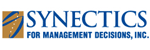 SYNECTICS
FOR MANAGEMENT DECISIONS, INC.